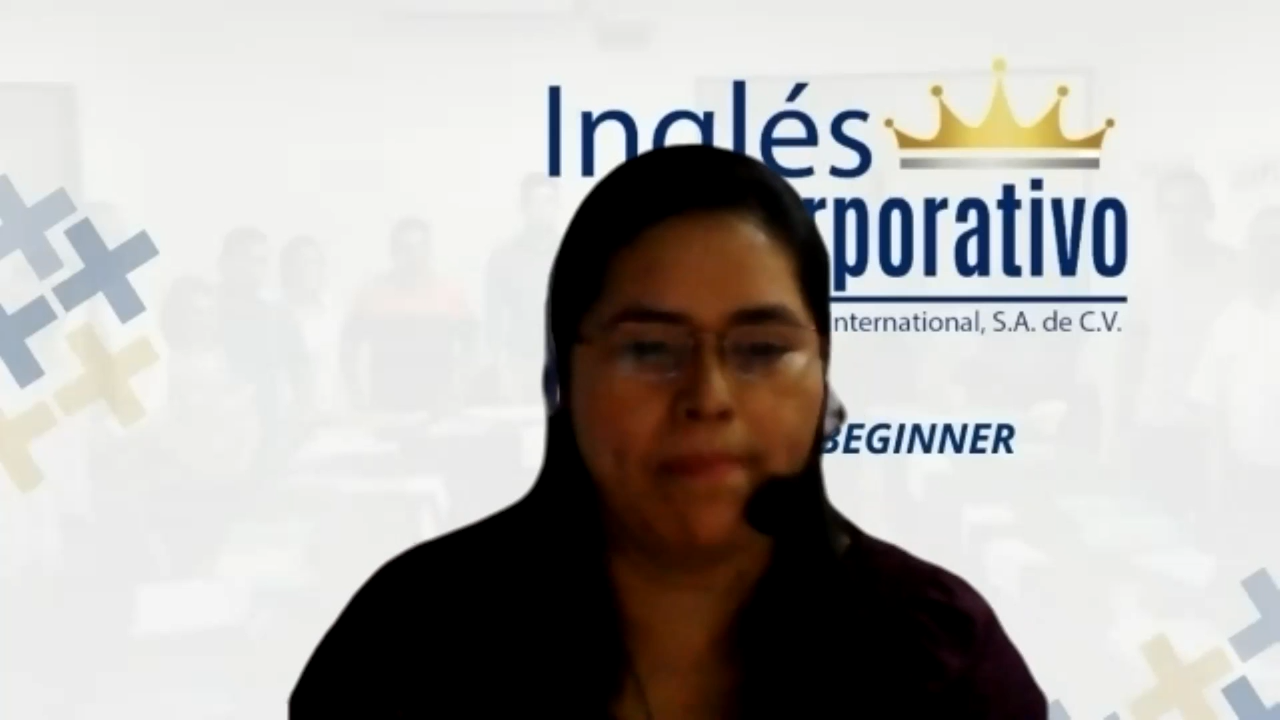 Inglés
rporativo
nternational, S.A. de C.V.
BEGINNER